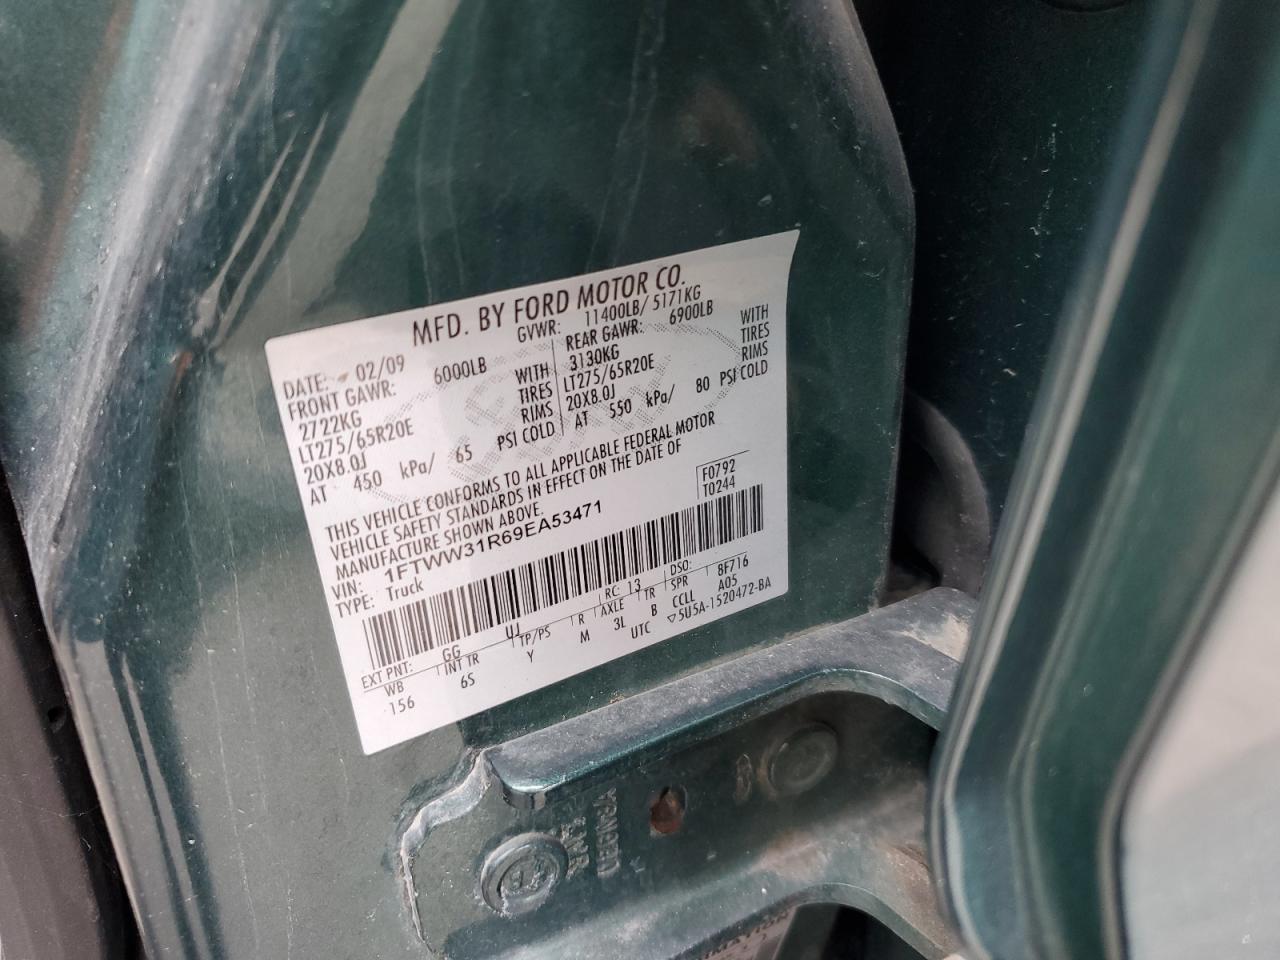 MFD. BY FORD MOTOR CO.
DATE: 02/09 GVWR: 11400LB/ 5171KG
FRONT GAWR: 6000LB REAR GAWR: 6900LB
2722KG WITH 3130KG WITH
LT275/65R20E TIRES LT275/65R20E TIRES
20X8.0J RIMS 20X8.0J RIMS
AT 450 kPa/ 65 PSI COLD AT 550 kPa/ 80 PSI COLD
THIS VEHICLE CONFORMS TO ALL APPLICABLE FEDERAL MOTOR
VEHICLE SAFETY STANDARDS IN EFFECT ON THE DATE OF
MANUFACTURE SHOWN ABOVE.
F0792
T0244
VIN: 1FTWW31R69EA53471
TYPE: Truck
EXT PNT: GG UJ RC: 13 DSO: 8F716
WB INT TR TP/PS R AXLE TR SPR A05
156 6S Y M 3L B CCLL
UTC ▽5U5A-1520472-BA